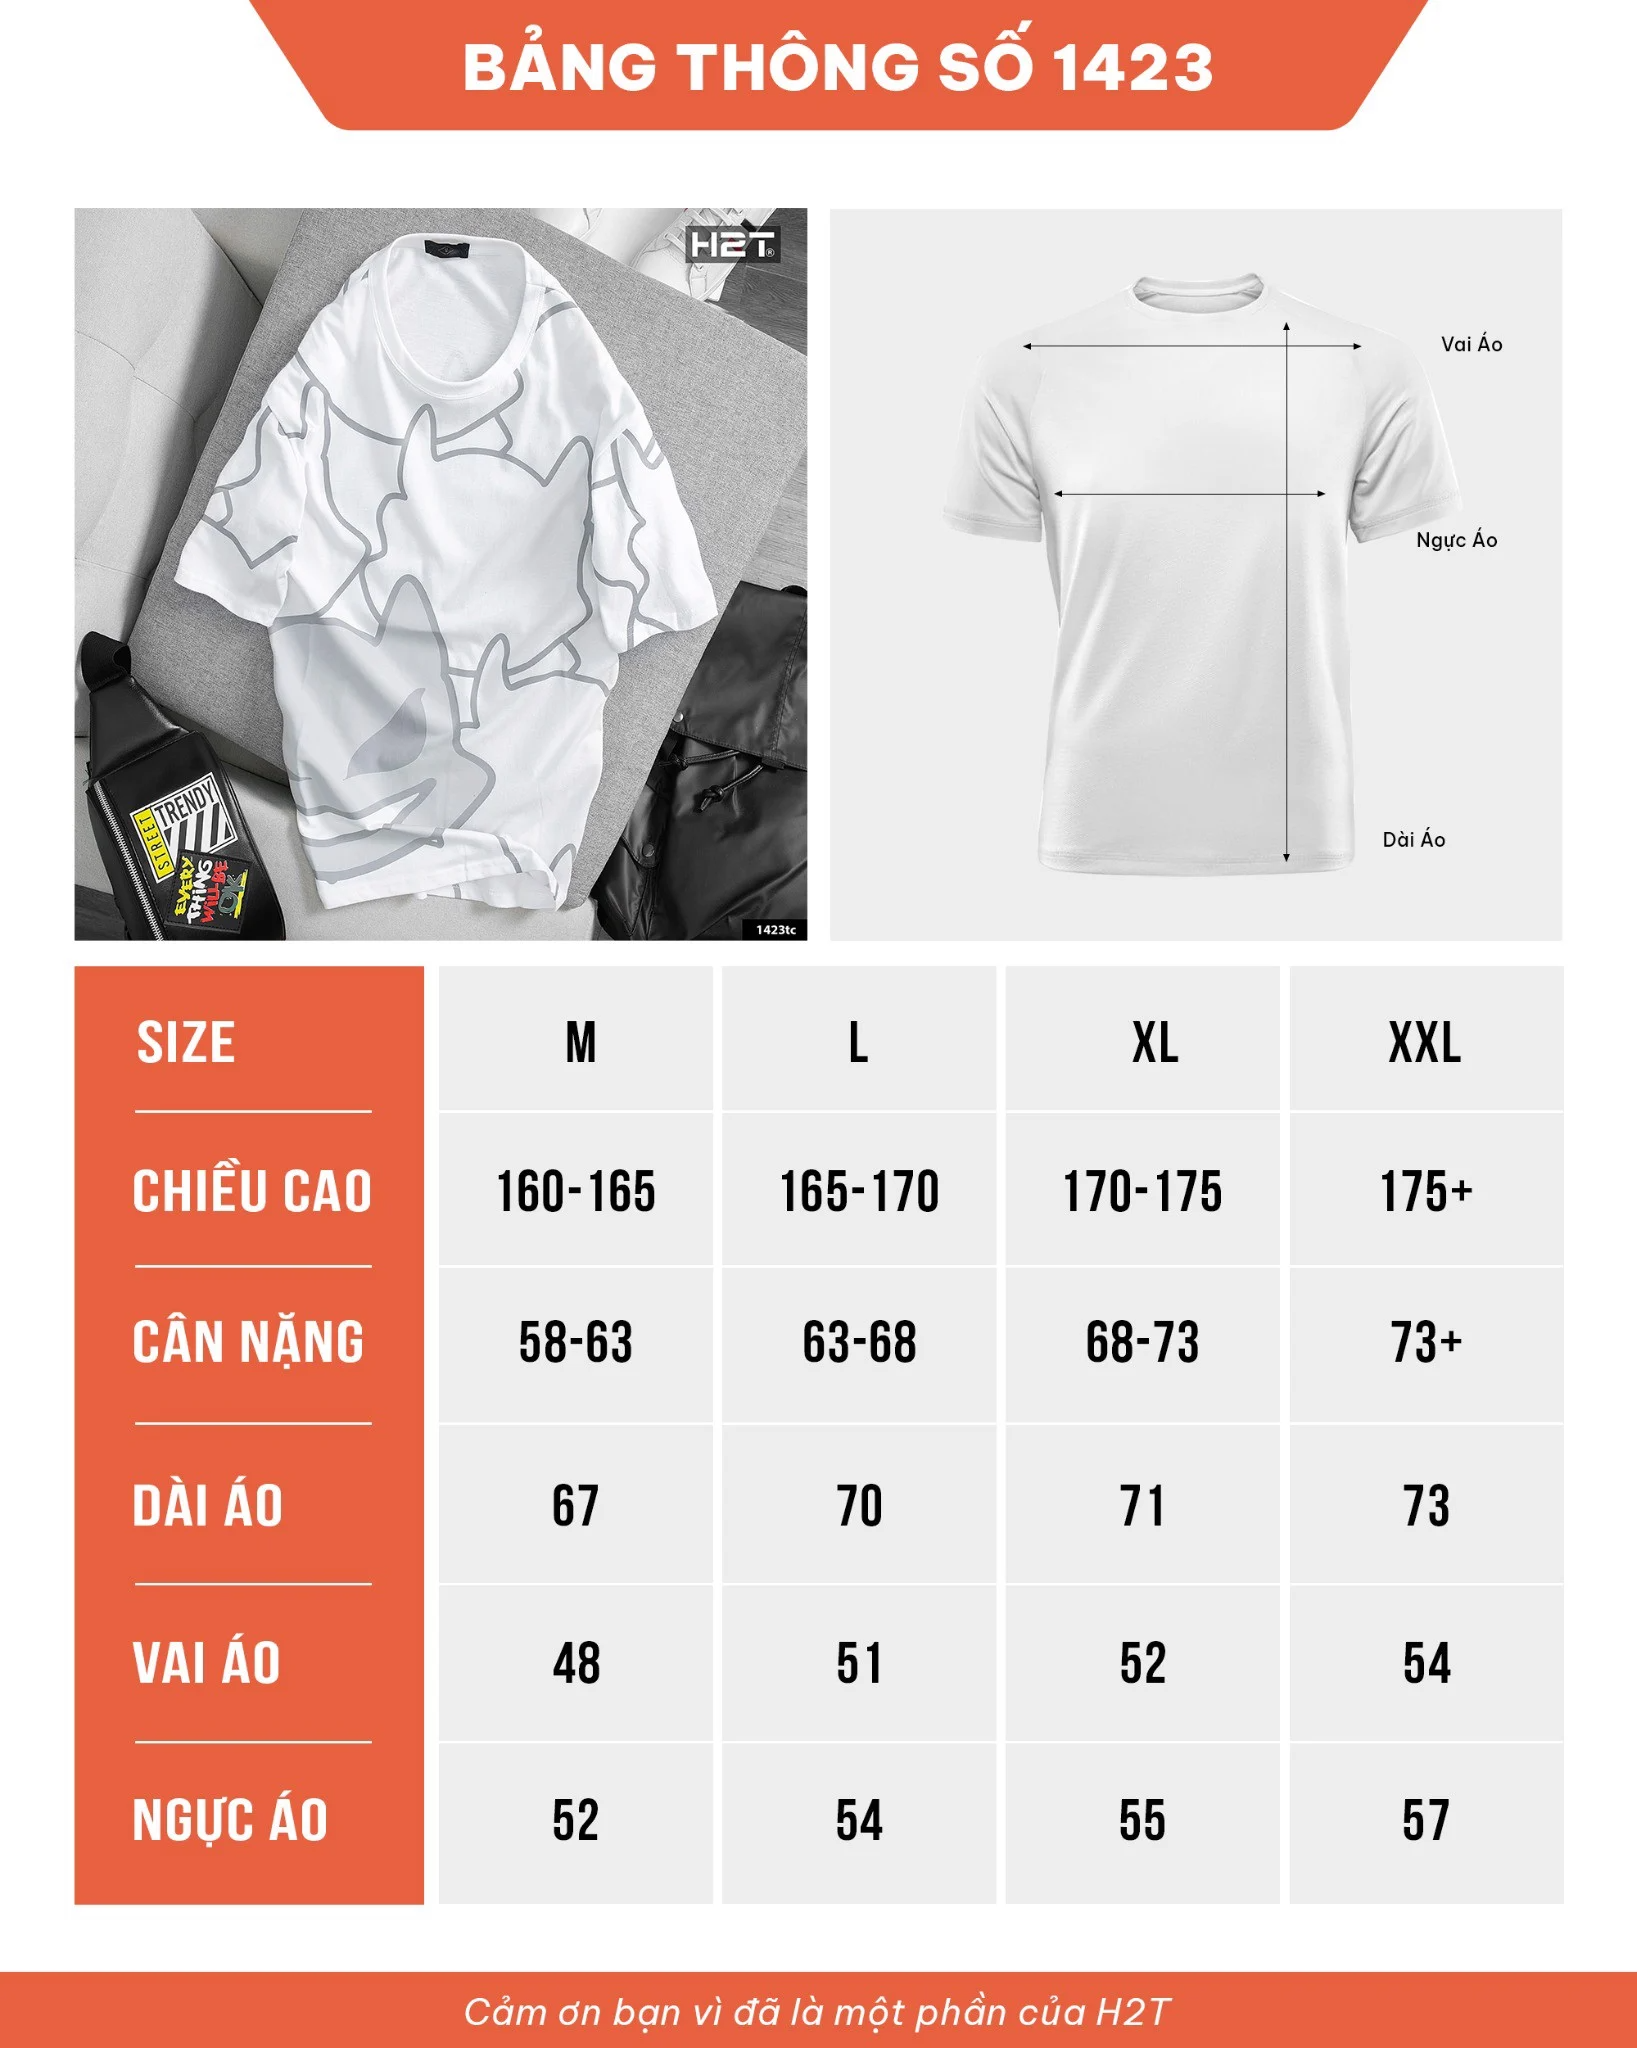 BẢNG THÔNG SỐ 1423
H2T®
STREET
TRENDY
EVERY
THING
WILL BE
OK
1423tc
Vai Áo
Ngực Áo
Dài Áo
SIZE M L XL XXL
CHIỀU CAO 160-165 165-170 170-175 175+
CÂN NẶNG 58-63 63-68 68-73 73+
DÀI ÁO 67 70 71 73
VAI ÁO 48 51 52 54
NGỰC ÁO 52 54 55 57
Cảm ơn bạn vì đã là một phần của H2T